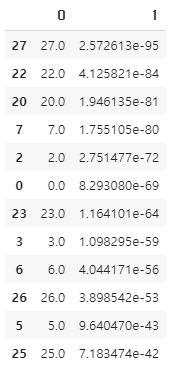 0 1
27 27.0 2.572613e-95
22 22.0 4.125821e-84
20 20.0 1.946135e-81
7 7.0 1.755105e-80
2 2.0 2.751477e-72
0 0.0 8.293080e-69
23 23.0 1.164101e-64
3 3.0 1.098295e-59
6 6.0 4.044171e-56
26 26.0 3.898542e-53
5 5.0 9.640470e-43
25 25.0 7.183474e-42